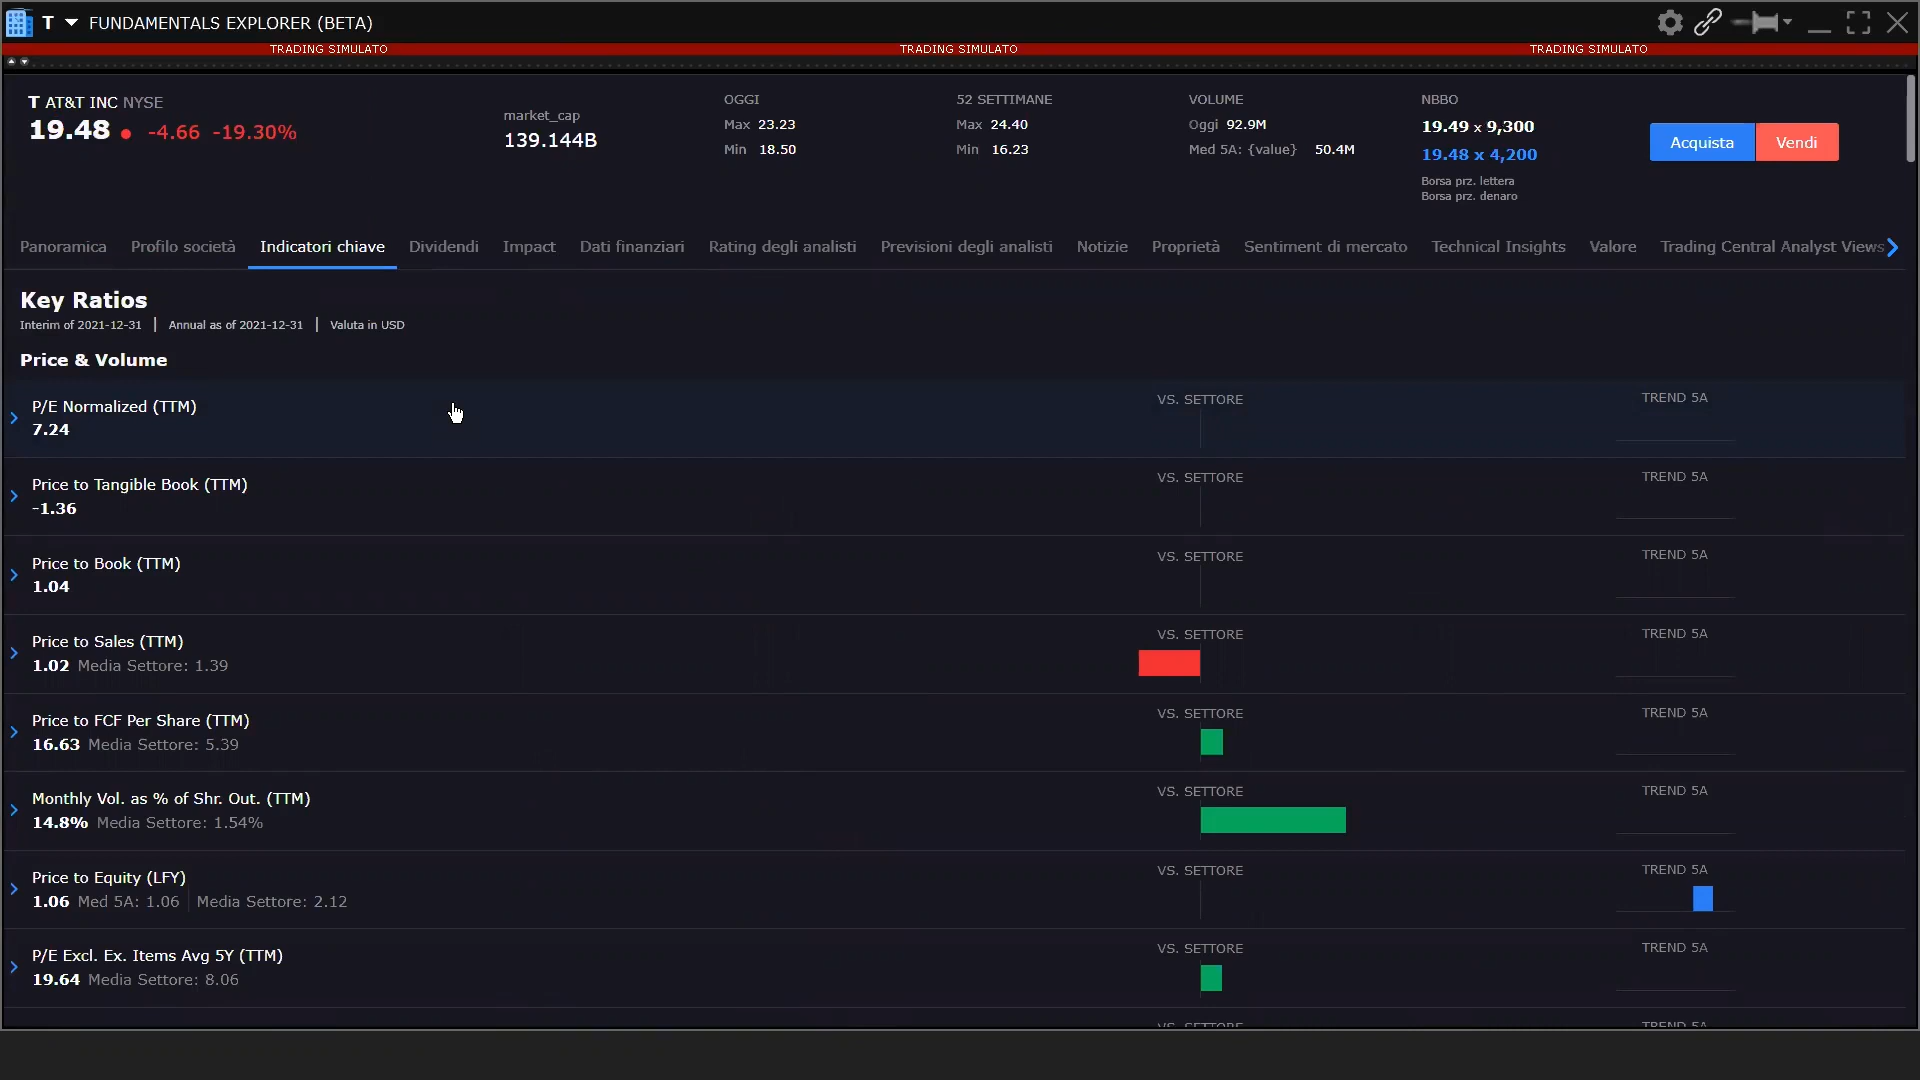 T FUNDAMENTALS EXPLORER (BETA)
TRADING SIMULATO TRADING SIMULATO TRADING SIMULATO
T AT&T INC NYSE
19.48 -4.66 -19.30%
market_cap
139.144B
OGGI
Max 23.23
Min 18.50
52 SETTIMANE
Max 24.40
Min 16.23
VOLUME
Oggi 92.9M
Med 5A: {value} 50.4M
NBBO
19.49 x 9,300
19.48 x 4,200
Borsa prz. lettera
Borsa prz. denaro
Acquista Vendi
Panoramica Profilo società Indicatori chiave Dividendi Impact Dati finanziari Rating degli analisti Previsioni degli analisti Notizie Proprietà Sentiment di mercato Technical Insights Valore Trading Central Analyst Views
Key Ratios
Interim of 2021-12-31 | Annual as of 2021-12-31 | Valuta in USD
Price & Volume
P/E Normalized (TTM) VS. SETTORE TREND 5A
7.24
Price to Tangible Book (TTM) VS. SETTORE TREND 5A
-1.36
Price to Book (TTM) VS. SETTORE TREND 5A
1.04
Price to Sales (TTM) VS. SETTORE TREND 5A
1.02 Media Settore: 1.39
Price to FCF Per Share (TTM) VS. SETTORE TREND 5A
16.63 Media Settore: 5.39
Monthly Vol. as % of Shr. Out. (TTM) VS. SETTORE TREND 5A
14.8% Media Settore: 1.54%
Price to Equity (LFY) VS. SETTORE TREND 5A
1.06 Med 5A: 1.06 | Media Settore: 2.12
P/E Excl. Ex. Items Avg 5Y (TTM) VS. SETTORE TREND 5A
19.64 Media Settore: 8.06
VS. SETTORE TREND 5A